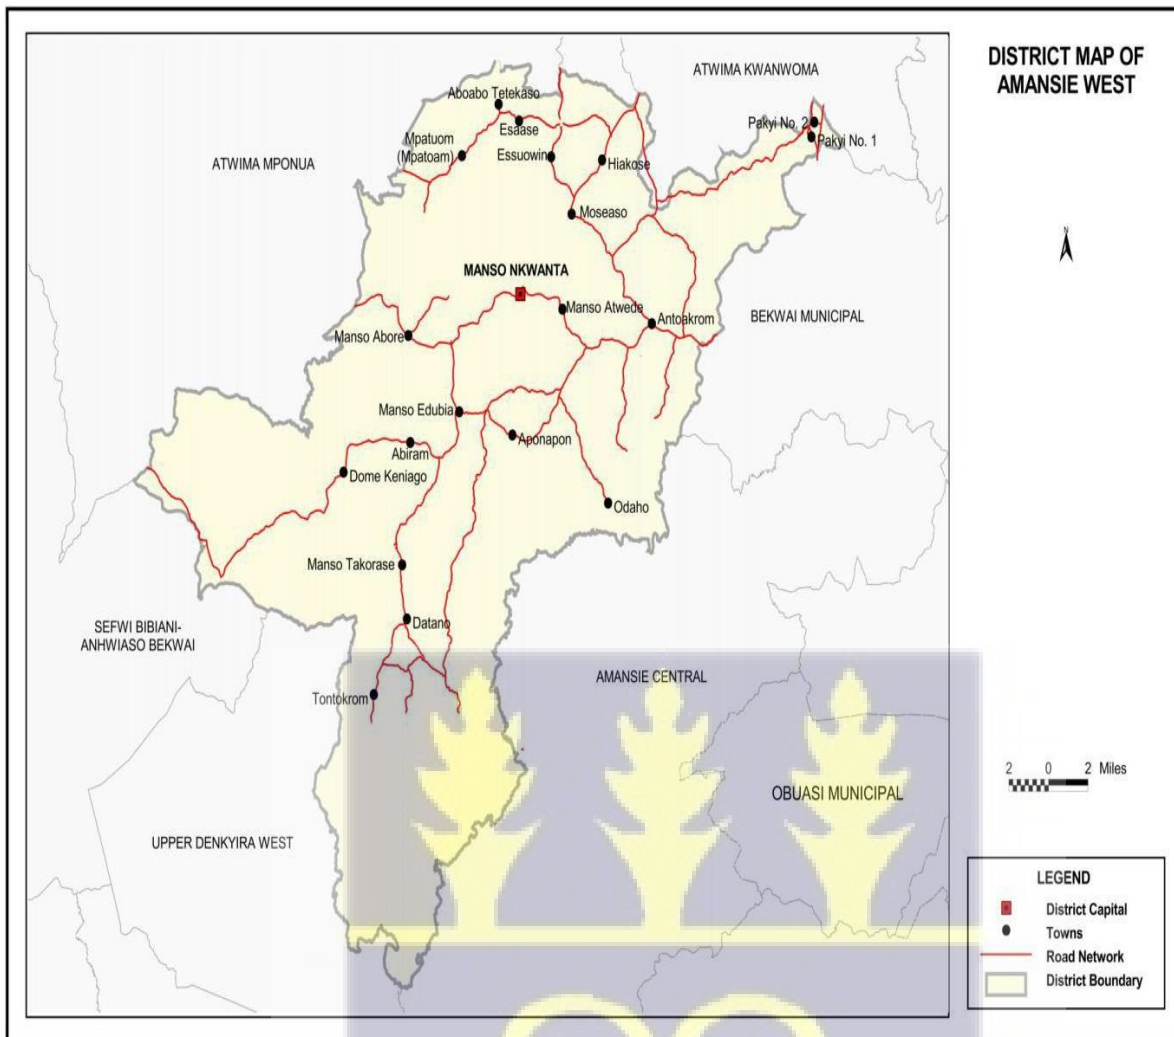 DISTRICT MAP OF
AMANSIE WEST
ATWIMA KWANWOMA
Aboabo Tetekaso
Pakyi No. 2
Esaase
Pakyi No. 1
Mpatuom
(Mpatoam)
Essuowin
Hiakose
ATWIMA MPONUA
Moseaso
N
MANSO NKWANTA
Manso Atwede
BEKWAI MUNICIPAL
Antoakrom
Manso Abore
Manso Edubia
Aponapon
Abiram
Dome Keniago
Odaho
Manso Takorase
Datano
SEFWI BIBIANI-
ANHWIASO BEKWAI
AMANSIE CENTRAL
Tontokrom
2 0 2 Miles
OBUASI MUNICIPAL
UPPER DENKYIRA WEST
LEGEND
District Capital
Towns
Road Network
District Boundary